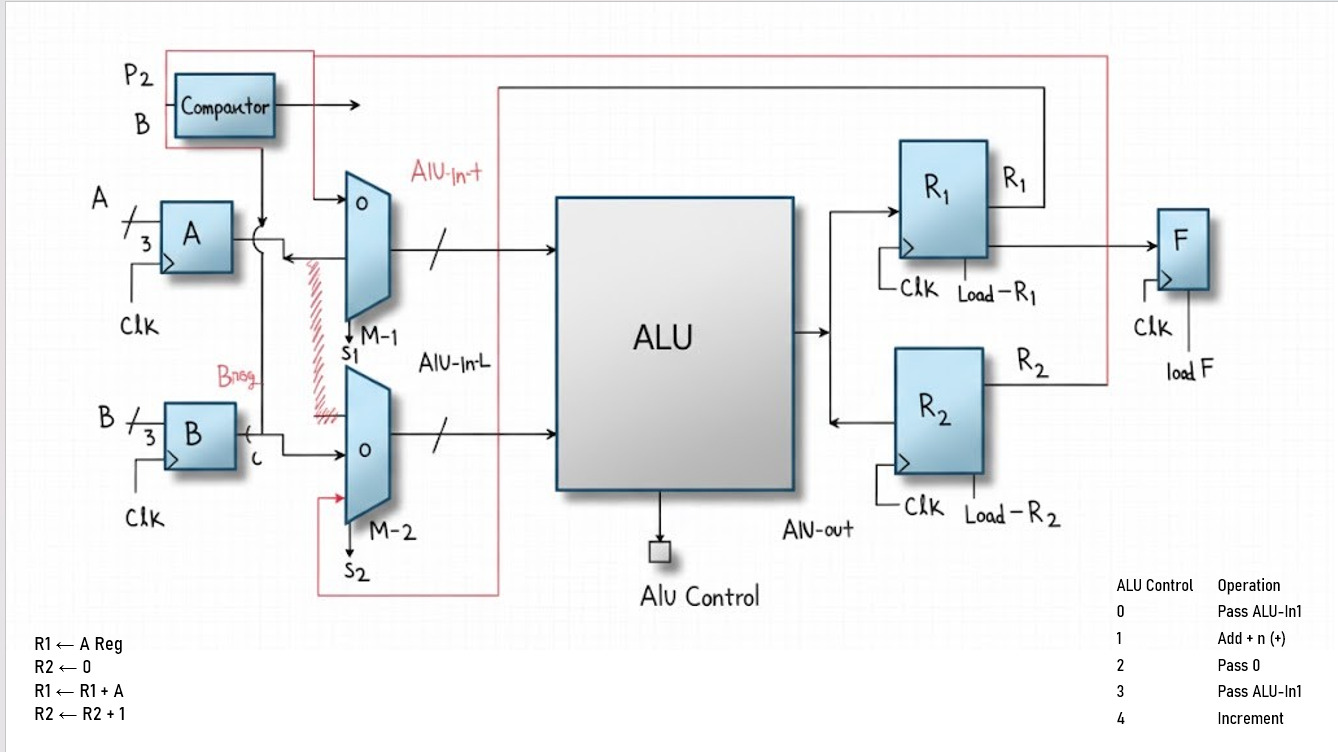 P2
Compaκtor
B
AlU-In-t
A
3
A
Clk
0
M-1
S1
AlU-In-L
Breg
B
3
B
C
Clk
0
M-2
S2
ALU
Alu Control
AlU-out
R1
R1
Clk
Load-R1
R2
R2
Clk
Load-R2
F
Clk
load F
R1 ← A Reg
R2 ← 0
R1 ← R1 + A
R2 ← R2 + 1
ALU Control Operation
0 Pass ALU-In1
1 Add + n (+)
2 Pass 0
3 Pass ALU-In1
4 Increment